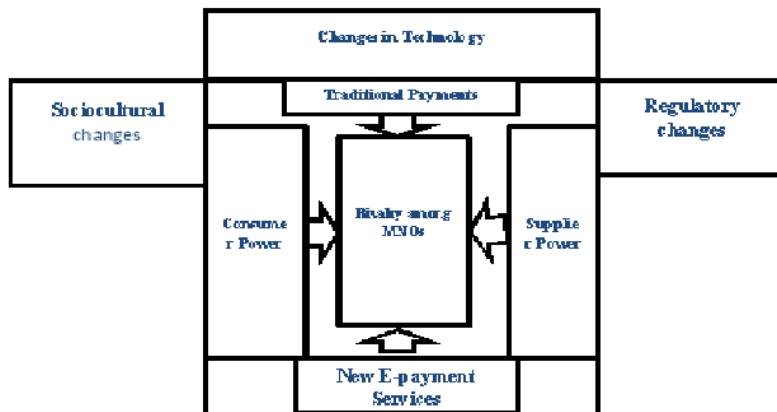 Changes in Technology
Traditional Payments
Sociocultural
changes
Regulatory
changes
Consume
r Power
Rivalry among
MNOs
Supplie
r Power
New E-payment
Services